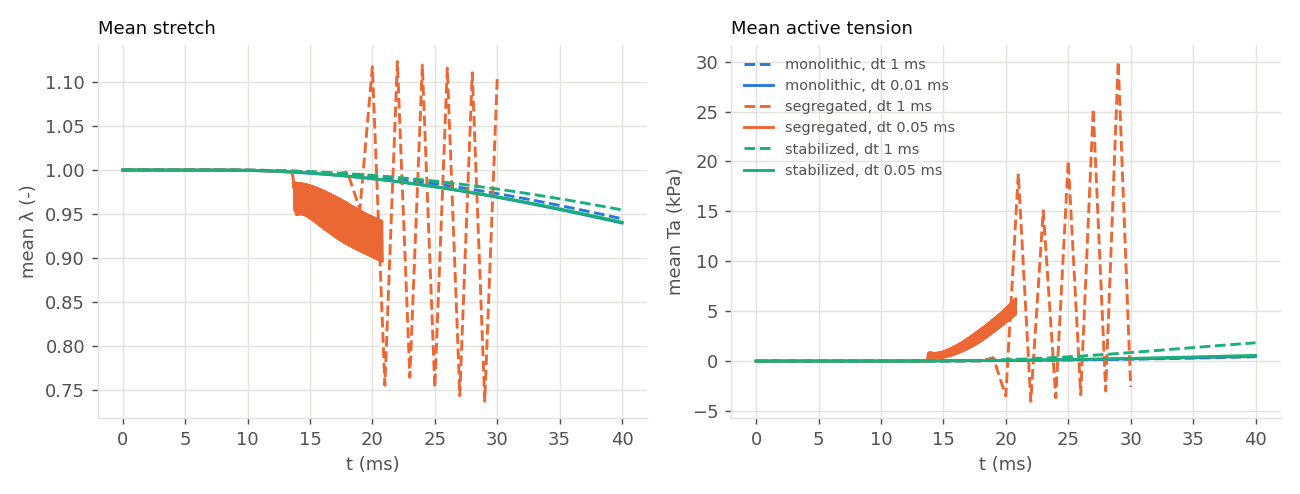 Mean stretch
mean λ (-)
1.10
1.05
1.00
0.95
0.90
0.85
0.80
0.75
0 5 10 15 20 25 30 35 40
t (ms)
Mean active tension
mean Ta (kPa)
30
25
20
15
10
5
0
−5
monolithic, dt 1 ms
monolithic, dt 0.01 ms
segregated, dt 1 ms
segregated, dt 0.05 ms
stabilized, dt 1 ms
stabilized, dt 0.05 ms
0 5 10 15 20 25 30 35 40
t (ms)